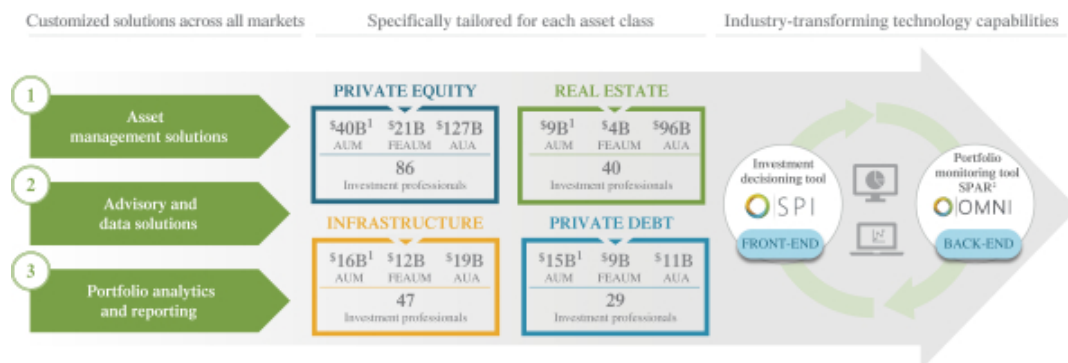 Customized solutions across all markets
Specifically tailored for each asset class
Industry-transforming technology capabilities
1
Asset
management solutions
2
Advisory and
data solutions
3
Portfolio analytics
and reporting
PRIVATE EQUITY
$40B1 $21B $127B
AUM FEAUM AUA
86
Investment professionals
REAL ESTATE
$9B1 $4B $96B
AUM FEAUM AUA
40
Investment professionals
INFRASTRUCTURE
$16B1 $12B $19B
AUM FEAUM AUA
47
Investment professionals
PRIVATE DEBT
$15B1 $9B $11B
AUM FEAUM AUA
29
Investment professionals
Investment
decisioning tool
SPI
FRONT-END
Portfolio
monitoring tool
SPAR2
OMNI
BACK-END